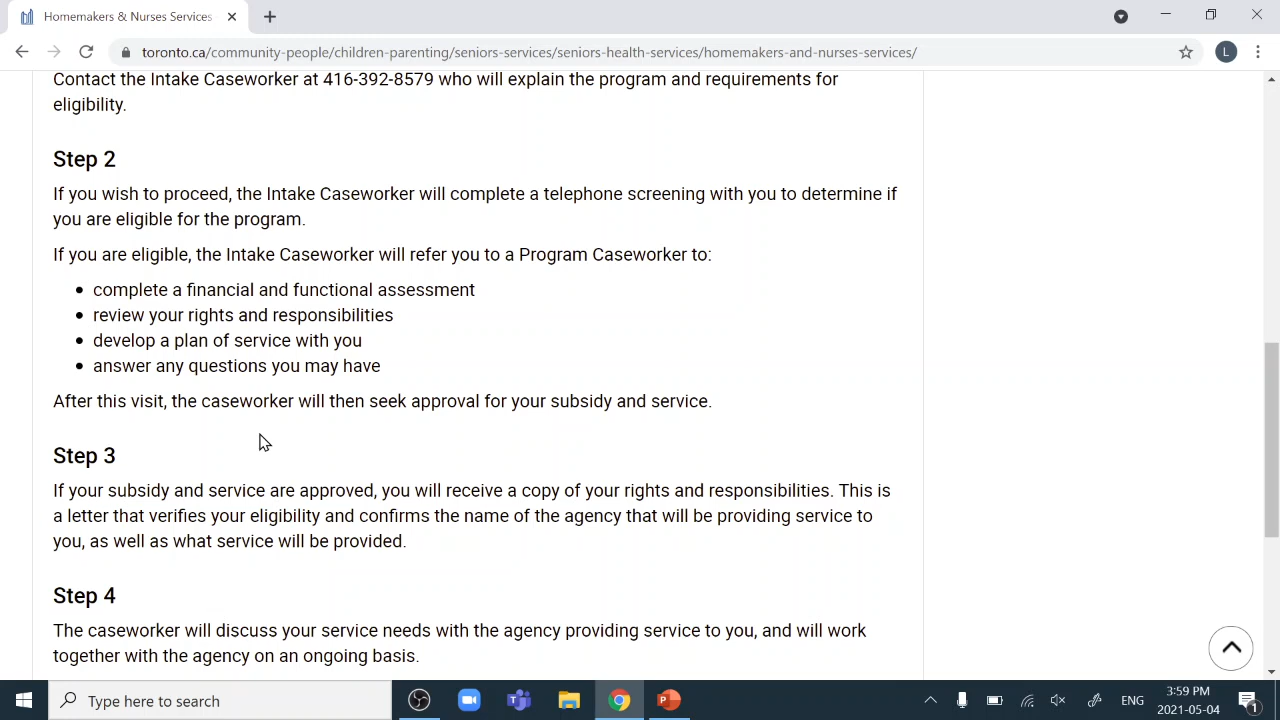 Homemakers & Nurses Services
L
toronto.ca/community-people/children-parenting/seniors-services/seniors-health-services/homemakers-and-nurses-services/
Contact the Intake Caseworker at 416-392-8579 who will explain the program and requirements for
eligibility.
Step 2
If you wish to proceed, the Intake Caseworker will complete a telephone screening with you to determine if
you are eligible for the program.
If you are eligible, the Intake Caseworker will refer you to a Program Caseworker to:
• complete a financial and functional assessment
• review your rights and responsibilities
• develop a plan of service with you
• answer any questions you may have
After this visit, the caseworker will then seek approval for your subsidy and service.
Step 3
If your subsidy and service are approved, you will receive a copy of your rights and responsibilities. This is
a letter that verifies your eligibility and confirms the name of the agency that will be providing service to
you, as well as what service will be provided.
Step 4
The caseworker will discuss your service needs with the agency providing service to you, and will work
together with the agency on an ongoing basis.
Type here to search
ENG
3:59 PM
2021-05-04
1